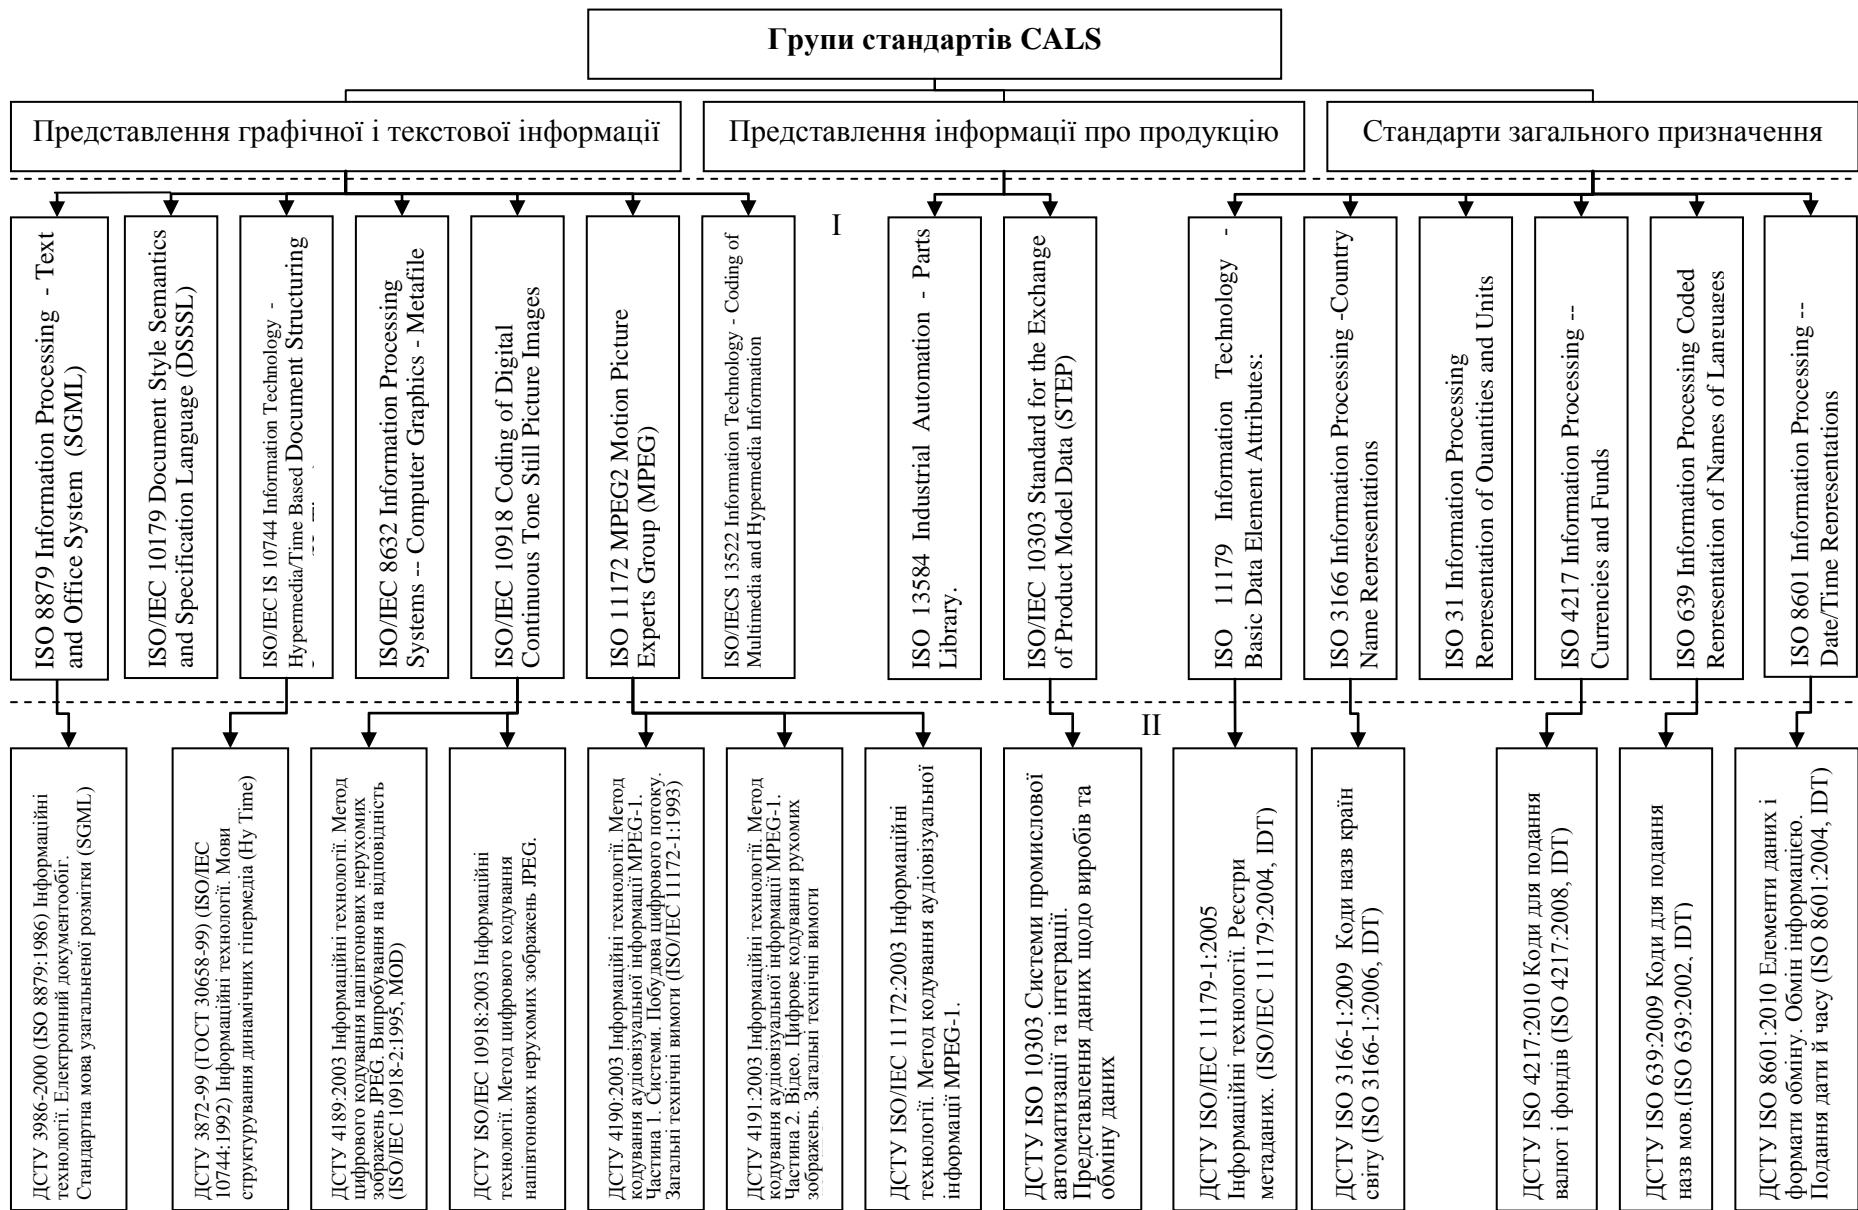 Групи стандартів CALS
Представлення графічної і текстової інформації
Представлення інформації про продукцію
Стандарти загального призначення
I
ISO 8879 Information Processing - Text
and Office System (SGML)
ISO/IEC 10179 Document Style Semantics
and Specification Language (DSSSL)
ISO/IEC IS 10744 Information Technology -
Hypermedia/Time Based Document Structuring
ISO/IEC 8632 Information Processing
Systems -- Computer Graphics - Metafile
ISO/IEC 10918 Coding of Digital
Continuous Tone Still Picture Images
ISO 11172 MPEG2 Motion Picture
Experts Group (MPEG)
ISO/IECS 13522 Information Technology - Coding of
Multimedia and Hypermedia Information
ISO 13584 Industrial Automation - Parts
Library.
ISO/IEC 10303 Standard for the Exchange
of Product Model Data (STEP)
ISO 11179 Information Technology -
Basic Data Element Attributes:
ISO 3166 Information Processing -Country
Name Representations
ISO 31 Information Processing
Representation of Quantities and Units
ISO 4217 Information Processing --
Currencies and Funds
ISO 639 Information Processing Coded
Representation of Names of Languages
ISO 8601 Information Processing --
Date/Time Representations
II
ДСТУ 3986-2000 (ISO 8879:1986) Інформаційні
технології. Електронний документообіг.
Стандартна мова узагальненої розмітки (SGML)
ДСТУ 3872-99 (ГОСТ 30658-99) (ISO/IEC
10744:1992) Інформаційні технології. Мови
структурування динамічних гіпермедіа (Hy Time)
ДСТУ 4189:2003 Інформаційні технології. Метод
цифрового кодування напівтонових нерухомих
зображень JPEG. Випробування на відповідність
(ISO/IEC 10918-2:1995, MOD)
ДСТУ ISO/IEC 10918:2003 Інформаційні
технології. Метод цифрового кодування
напівтонових нерухомих зображень JPEG.
ДСТУ 4190:2003 Інформаційні технології. Метод
кодування аудіовізуальної інформації MPEG-1.
Частина 1. Системи. Побудова цифрового потоку.
Загальні технічні вимоги (ISO/IEC 11172-1:1993)
ДСТУ 4191:2003 Інформаційні технології. Метод
кодування аудіовізуальної інформації MPEG-1.
Частина 2. Відео. Цифрове кодування рухомих
зображень. Загальні технічні вимоги
ДСТУ ISO/IEC 11172:2003 Інформаційні
технології. Метод кодування аудіовізуальної
інформації MPEG-1.
ДСТУ ISO 10303 Системи промислової
автоматизації та інтеграції.
Представлення даних щодо виробів та
обміну даних
ДСТУ ISO/IEC 11179-1:2005
Інформаційні технології. Реєстри
метаданих. (ISO/IEC 11179:2004, IDT)
ДСТУ ISO 3166-1:2009 Коди назв країн
світу (ISO 3166-1:2006, IDT)
ДСТУ ISO 4217:2010 Коди для подання
валют і фондів (ISO 4217:2008, IDT)
ДСТУ ISO 639:2009 Коди для подання
назв мов.(ISO 639:2002, IDT)
ДСТУ ISO 8601:2010 Елементи даних і
формати обміну. Обмін інформацією.
Подання дати й часу (ISO 8601:2004, IDT)